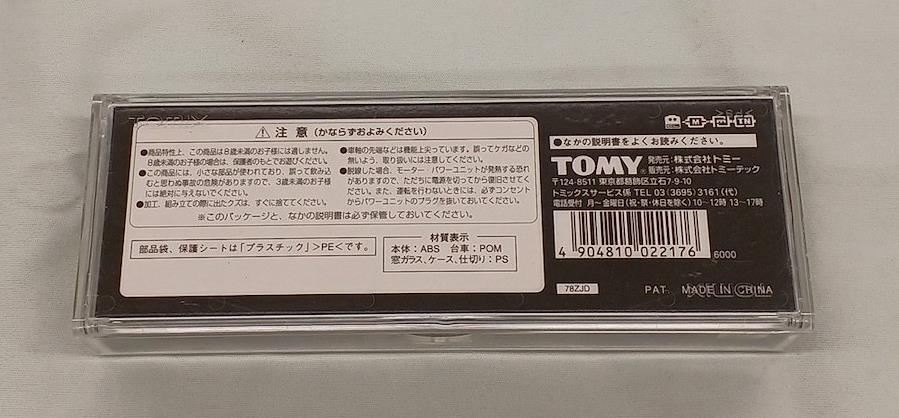 TOMIX
⚠ 注 意 (かならずおよみください)
●商品特性上、この商品は8歳未満のお子様には適しません。
8歳未満のお子様の場合は、保護者のもとでお遊びください。
●この商品には、小さな部品が使われており、誤って飲み込
むと思わぬ事故の危険がありますので、3歳未満のお子様
には絶対に与えないでください。
●加工、組み立ての際に出たクズは、すぐに捨ててください。
●車軸の先端などは機能上尖っています。誤ってケガなどの
無いよう、取り扱いには注意してください。
●脱線した場合、モーター・パワーユニットが発熱する恐れ
がありますので、ただちに電源を切ってから復旧させてく
ださい。また、運転を行わないときには、必ずコンセント
からパワーユニットのプラグを抜いておいてください。
※このパッケージと、なかの説明書は必ず保管しておいてください。
部品袋、保護シートは「プラスチック」>PE<です。
材質表示
本体:ABS 台車:POM
窓ガラス、ケース、仕切り:PS
●なかの説明書をよくお読みください。
TOMY 発売元:株式会社トミー
販売元:株式会社トミーテック
〒124-8511 東京都葛飾区立石7-9-10
トミックスサービス係 TEL 03(3695)3161(代)
電話受付 月〜金曜日(祝・祭・休日を除く)10〜12時 13〜17時
4 904810 022176
6000
78ZJD
PAT. MADE IN CHINA
TOMIX